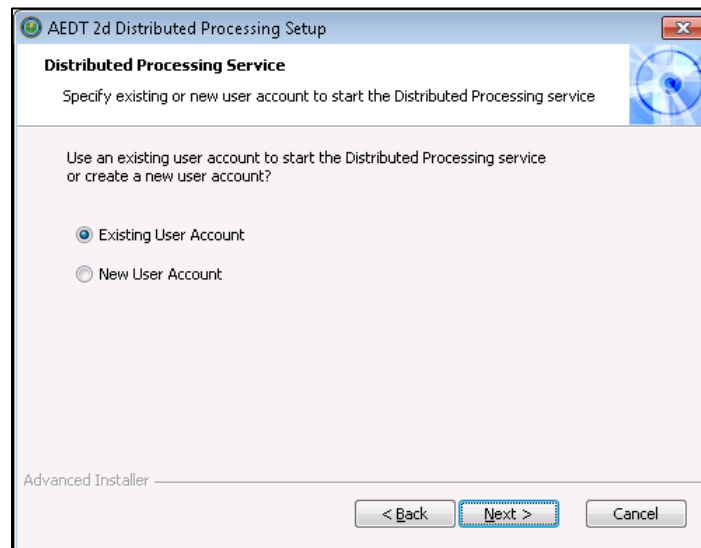 AEDT 2d Distributed Processing Setup
Distributed Processing Service
Specify existing or new user account to start the Distributed Processing service
Use an existing user account to start the Distributed Processing service
or create a new user account?
Existing User Account
New User Account
Advanced Installer
< Back
Next >
Cancel